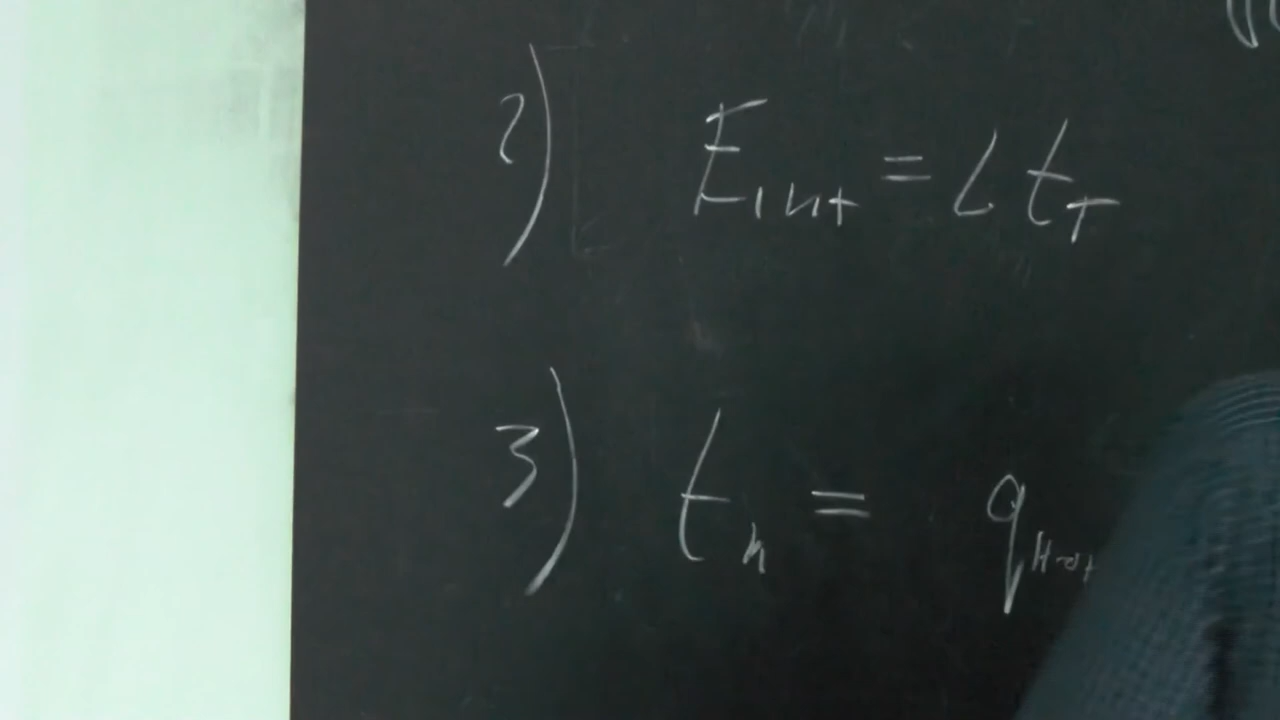 2) E_int = L t_T
3) t_n = q